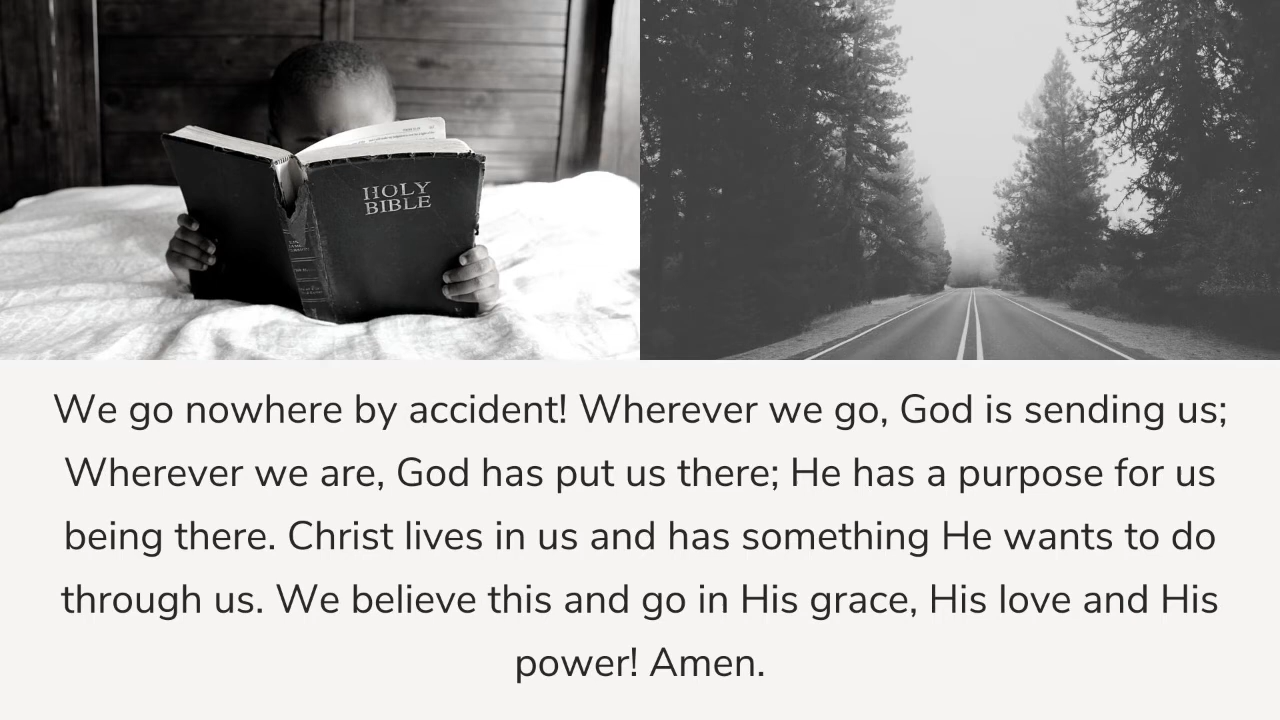 HOLY
BIBLE
We go nowhere by accident! Wherever we go, God is sending us;
Wherever we are, God has put us there; He has a purpose for us
being there. Christ lives in us and has something He wants to do
through us. We believe this and go in His grace, His love and His
power! Amen.